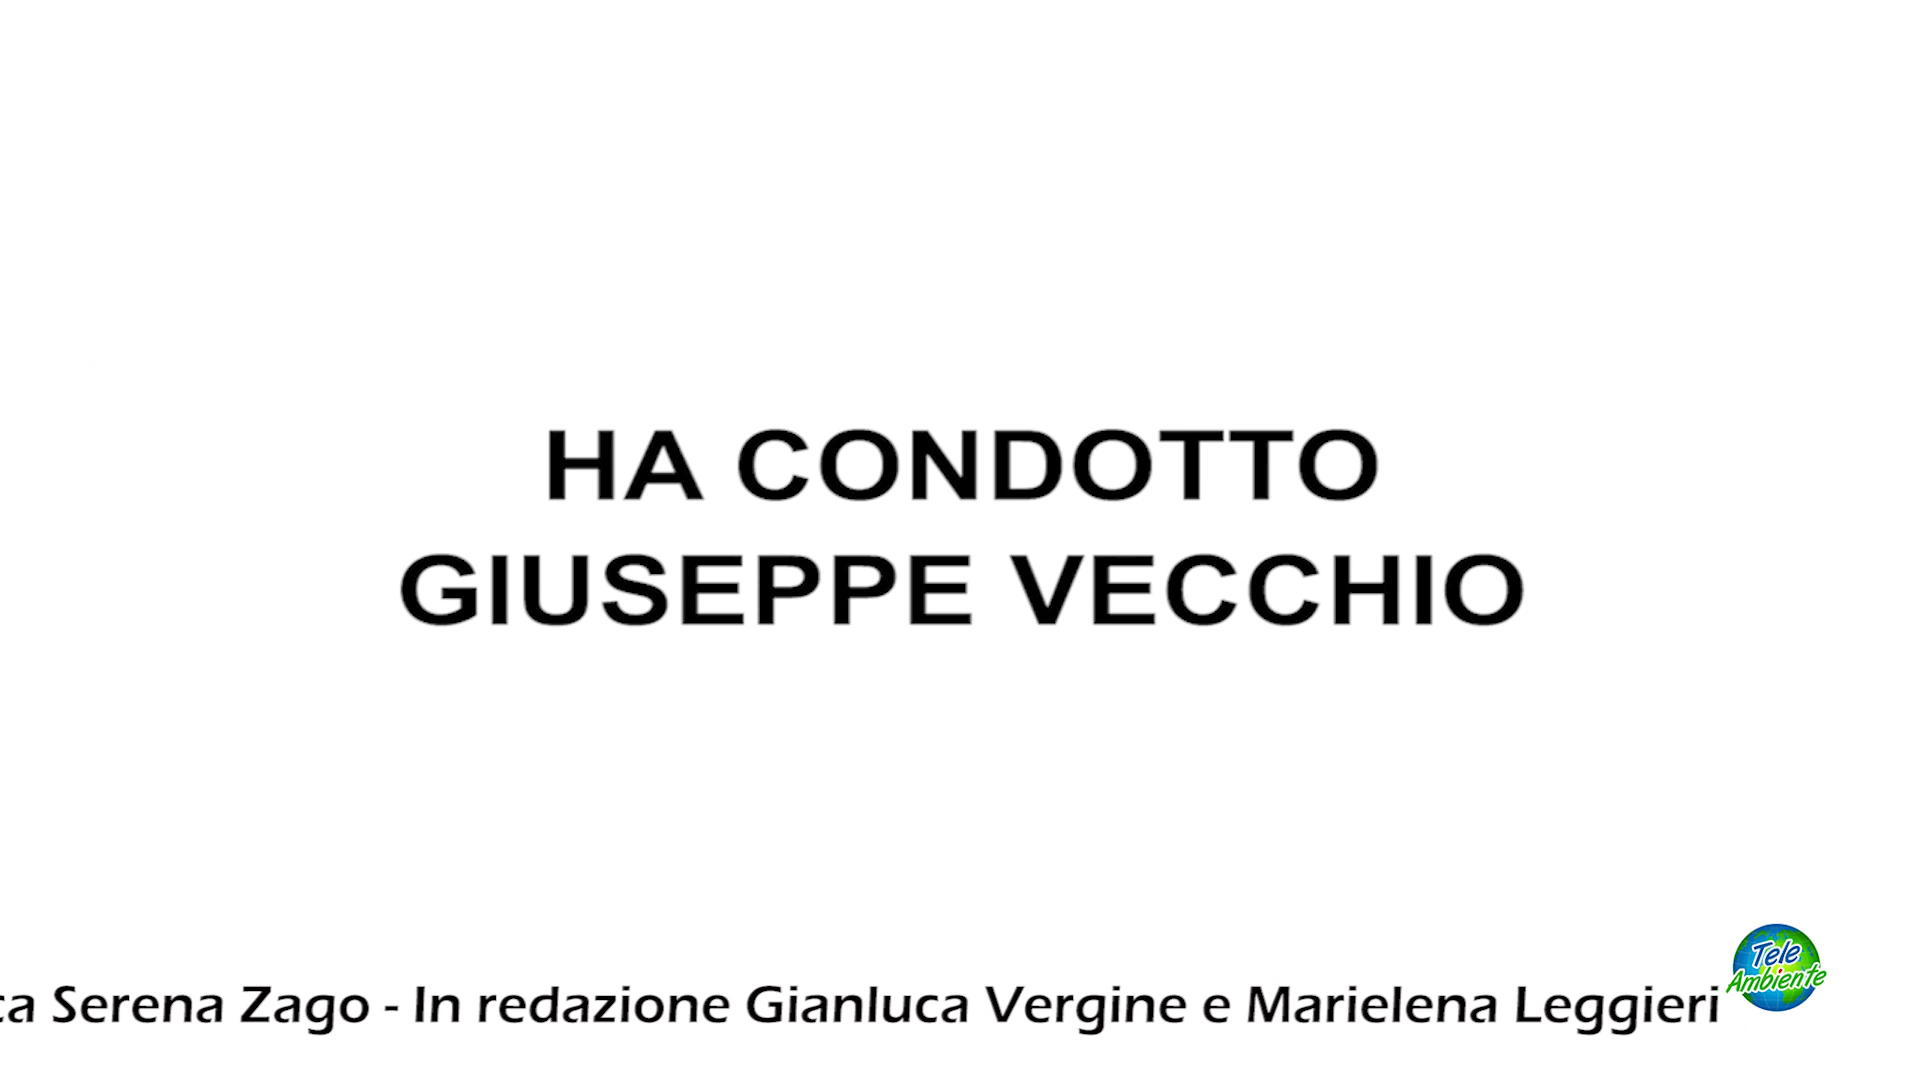 HA CONDOTTO
GIUSEPPE VECCHIO
Serena Zago - In redazione Gianluca Vergine e Marielena Leggieri
Tele
Ambiente